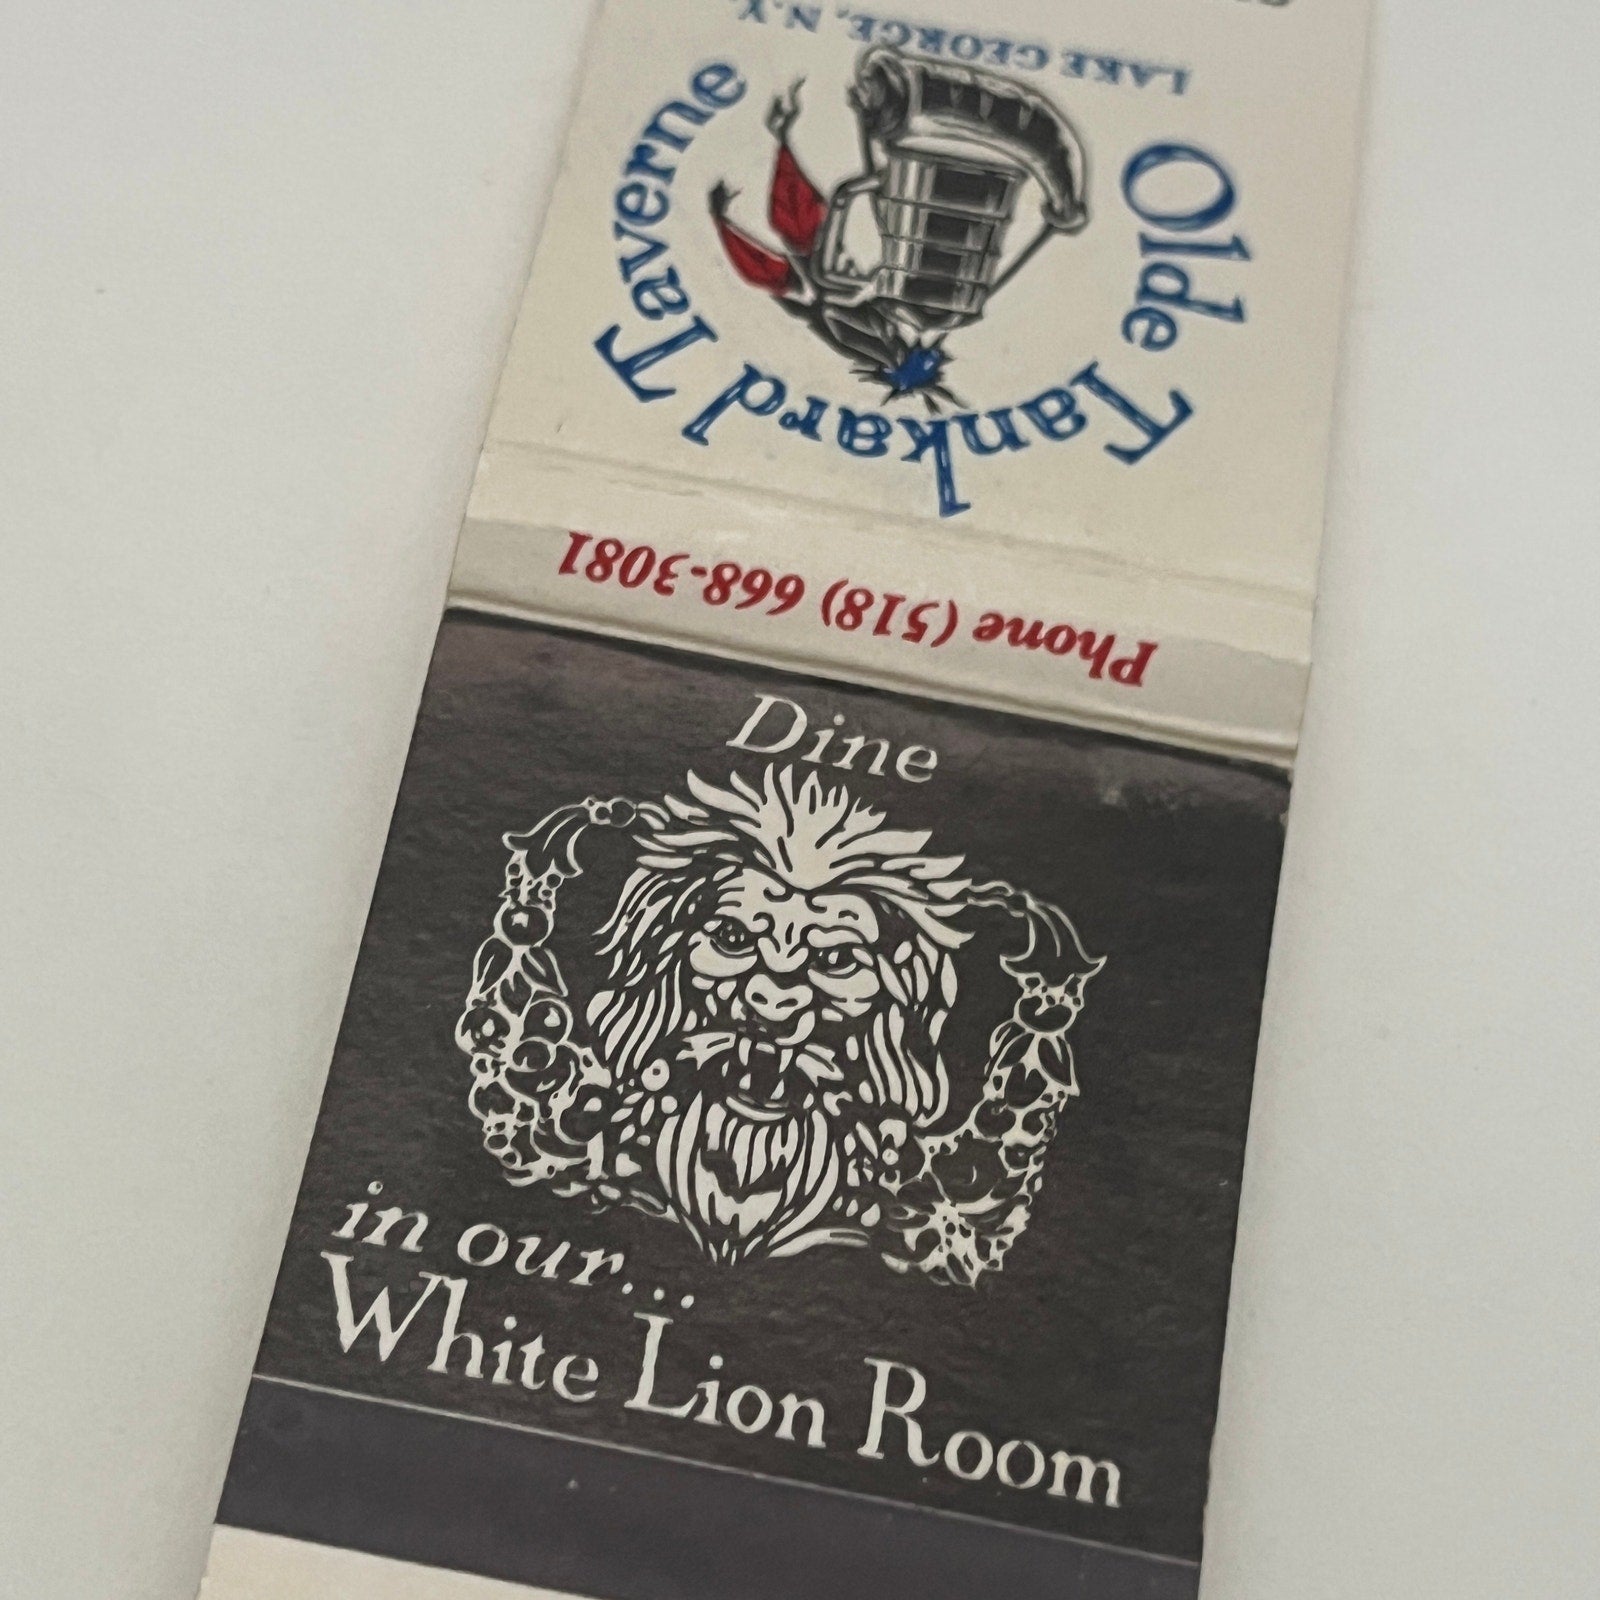 Olde Tankard Taverne
LAKE GEORGE, N.Y.
Phone (518) 668-3081
Dine
in our...
White Lion Room